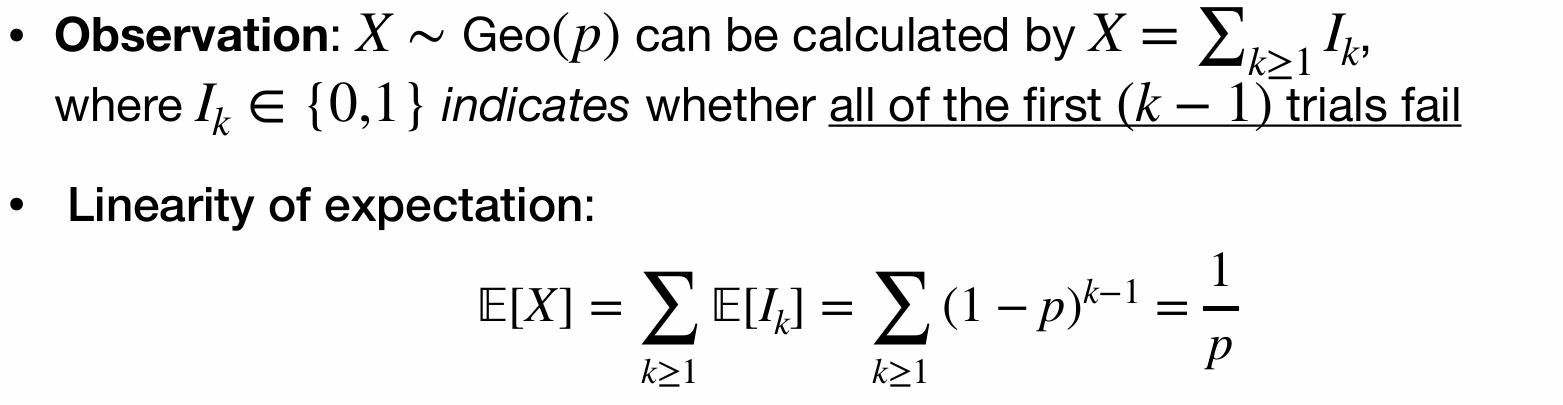 • Observation: X ∼ Geo(p) can be calculated by X = ∑_{k≥1} I_k,
where I_k ∈ {0,1} indicates whether all of the first (k − 1) trials fail
• Linearity of expectation:
𝔼[X] = ∑_{k≥1} 𝔼[I_k] = ∑_{k≥1} (1 − p)^{k−1} = \frac{1}{p}